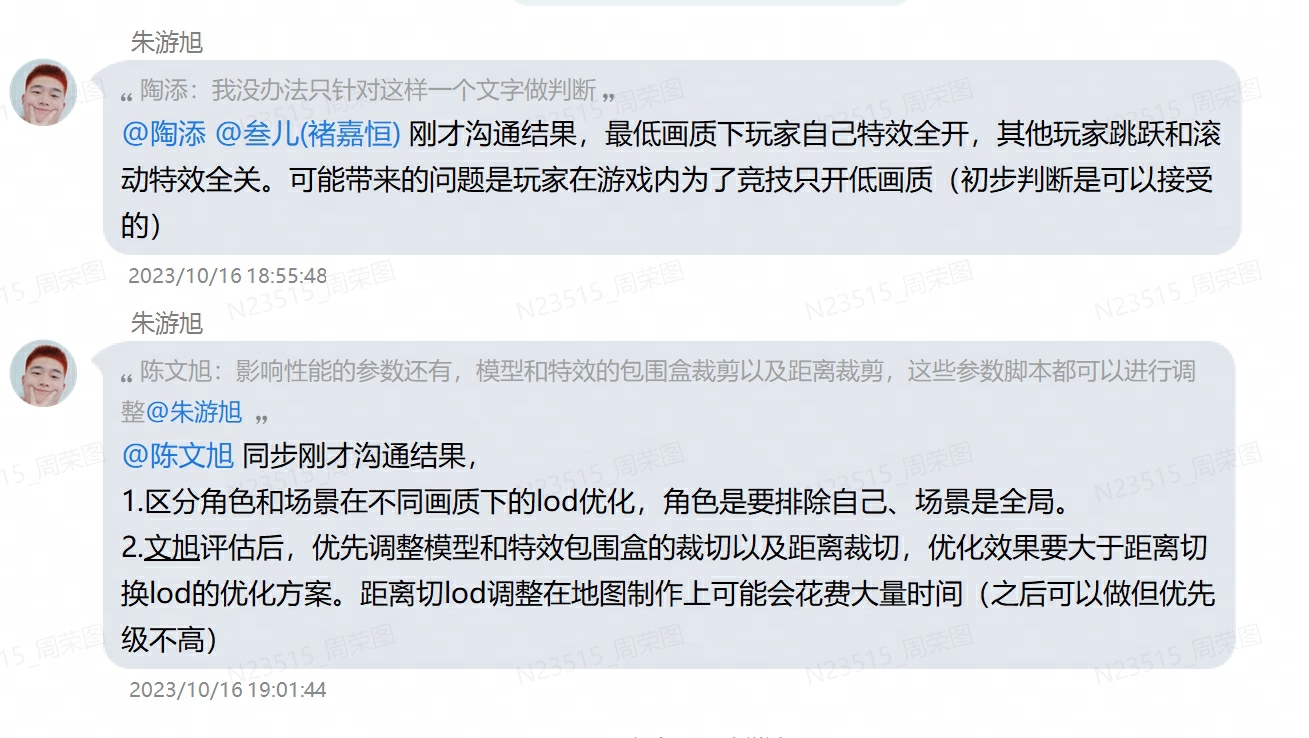 朱游旭
“ 陶添：我没办法只针对这样一个文字做判断 ”
@陶添 @叁儿(褚嘉恒) 刚才沟通结果，最低画质下玩家自己特效全开，其他玩家跳跃和滚
动特效全关。可能带来的问题是玩家在游戏内为了竞技只开低画质（初步判断是可以接受
的）
2023/10/16 18:55:48
朱游旭
“ 陈文旭：影响性能的参数还有，模型和特效的包围盒裁剪以及距离裁剪，这些参数脚本都可以进行调
整@朱游旭 ”
@陈文旭 同步刚才沟通结果，
1.区分角色和场景在不同画质下的lod优化，角色是要排除自己、场景是全局。
2.文旭评估后，优先调整模型和特效包围盒的裁切以及距离裁切，优化效果要大于距离切
换lod的优化方案。距离切lod调整在地图制作上可能会花费大量时间（之后可以做但优先
级不高）
2023/10/16 19:01:44
N23515_周荣图